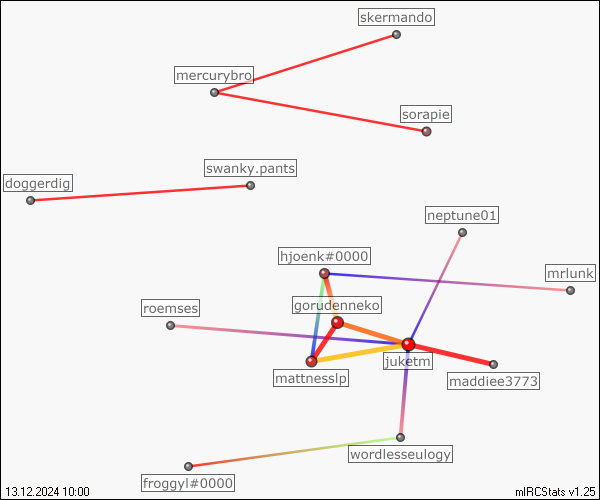 skermando
mercurybro
sorapie
swanky.pants
doggerdig
neptune01
hjoenk#0000
mrlunk
gorudenneko
roemses
juketm
mattnesslp
maddiee3773
wordlesseulogy
froggyl#0000
13.12.2024 10:00
mIRCStats v1.25